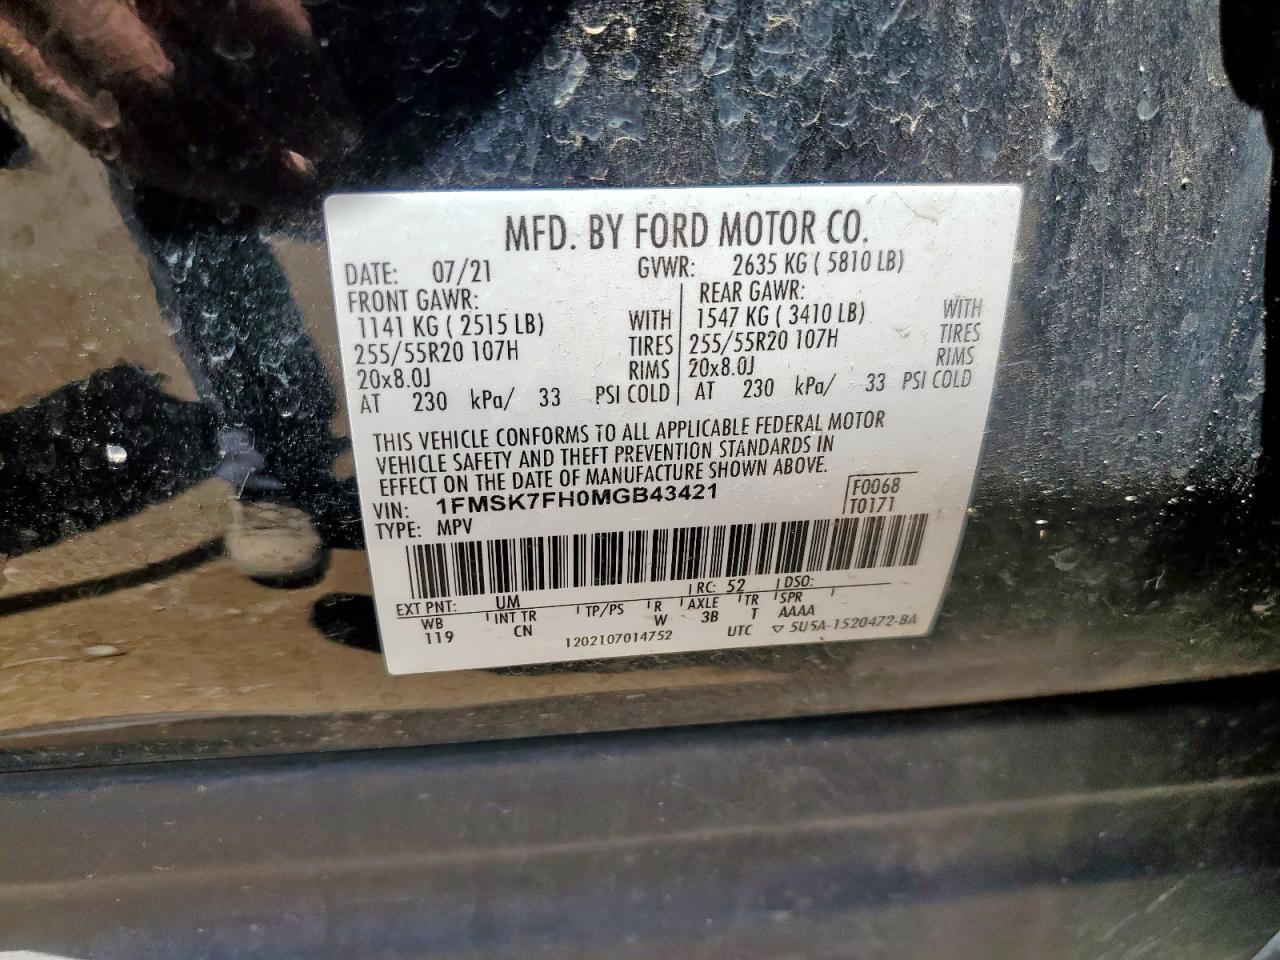 MFD. BY FORD MOTOR CO.
DATE: 07/21 GVWR: 2635 KG ( 5810 LB)
FRONT GAWR: REAR GAWR:
1141 KG ( 2515 LB) WITH 1547 KG ( 3410 LB) WITH
255/55R20 107H TIRES 255/55R20 107H TIRES
20x8.0J RIMS 20x8.0J RIMS
AT 230 kPa/ 33 PSI COLD AT 230 kPa/ 33 PSI COLD
THIS VEHICLE CONFORMS TO ALL APPLICABLE FEDERAL MOTOR
VEHICLE SAFETY AND THEFT PREVENTION STANDARDS IN
EFFECT ON THE DATE OF MANUFACTURE SHOWN ABOVE.
VIN: 1FMSK7FH0MGB43421 F0068
TYPE: MPV T0171
EXT PNT: UM RC: 52 DSO:
WB INT TR TP/PS R AXLE TR SPR
119 CN W 3B T AAAA
1202107014752 UTC ▽ 5U5A-1520472-BA